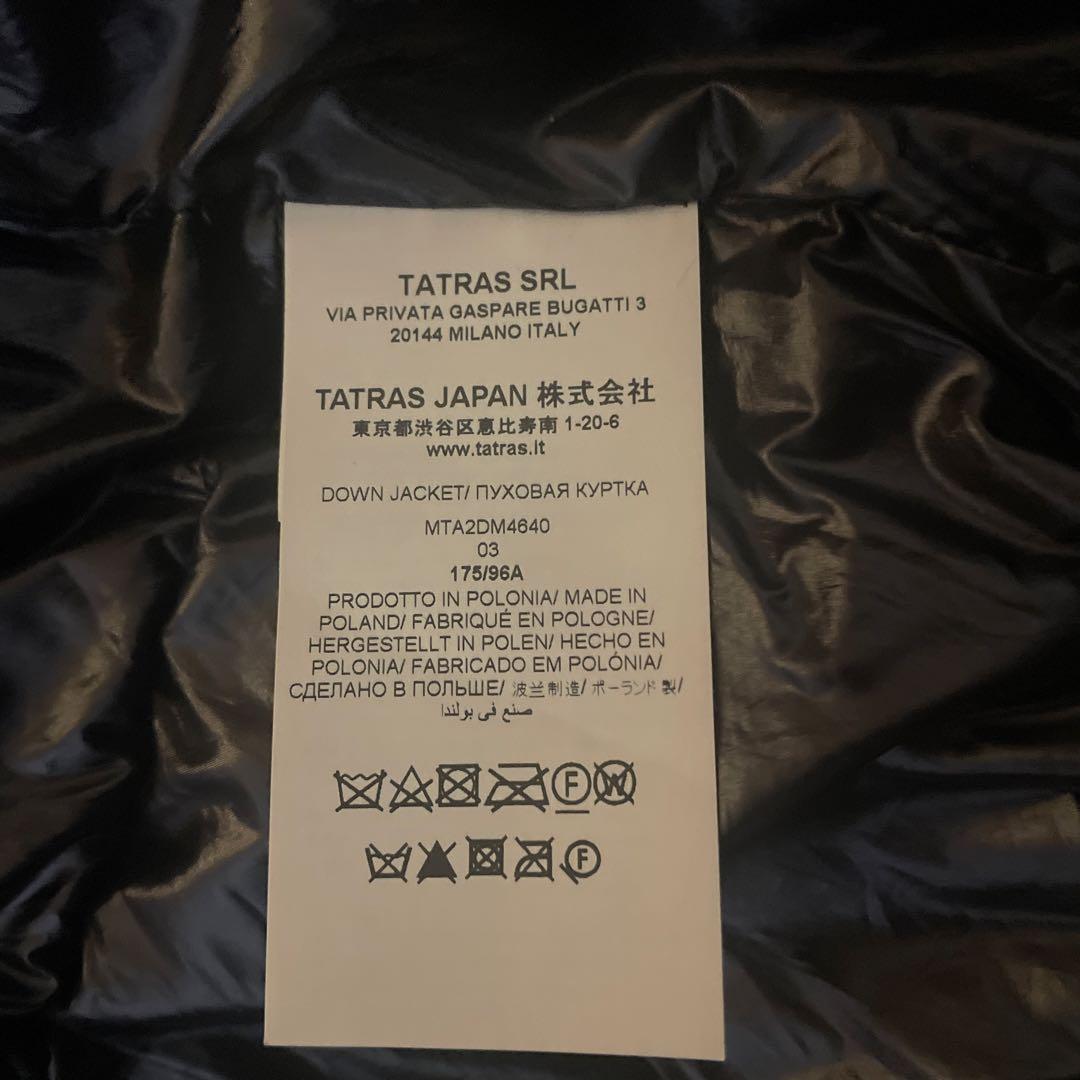 TATRAS SRL
VIA PRIVATA GASPARE BUGATTI 3
20144 MILANO ITALY
TATRAS JAPAN 株式会社
東京都渋谷区恵比寿南 1-20-6
www.tatras.it
DOWN JACKET/ ПУХОВАЯ КУРТКА
MTA2DM4640
03
175/96A
PRODOTTO IN POLONIA/ MADE IN
POLAND/ FABRIQUÉ EN POLOGNE/
HERGESTELLT IN POLEN/ HECHO EN
POLONIA/ FABRICADO EM POLÓNIA/
СДЕЛАНО В ПОЛЬШЕ/ 波兰制造/ ポーランド 製/
صنع في بولندا
F W
F